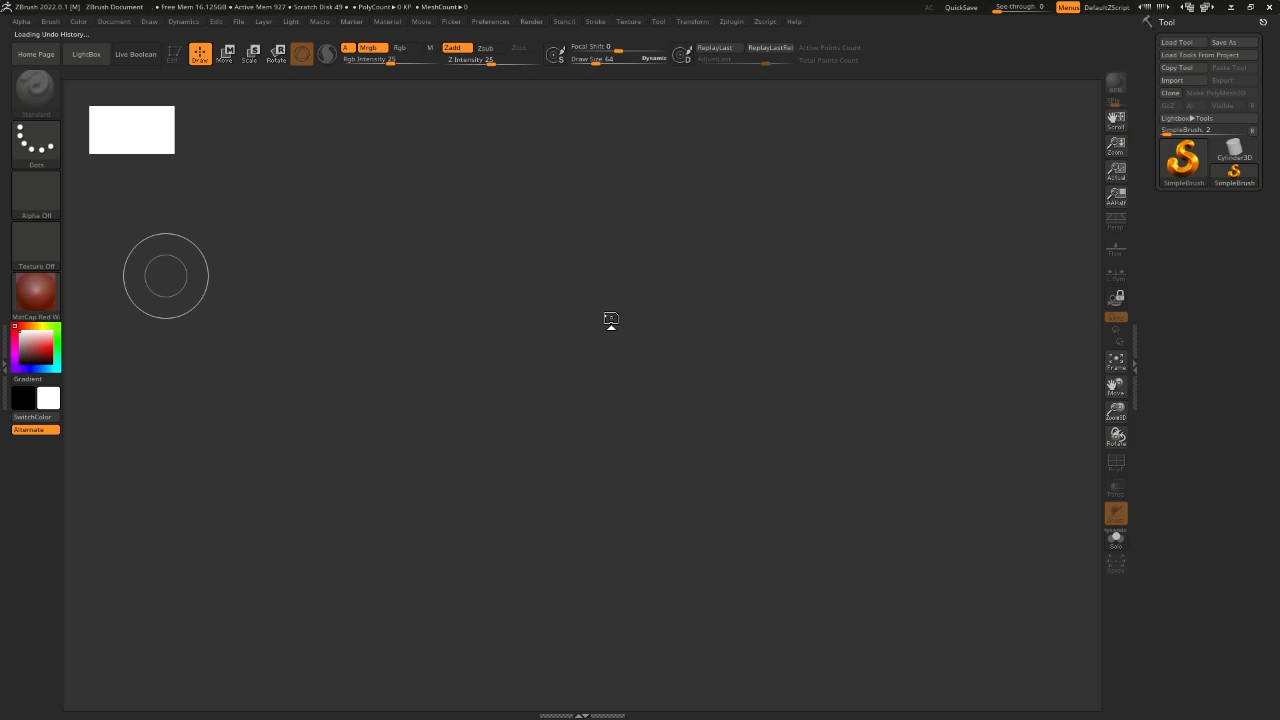 ZBrush 2022.0.1 [M] ZBrush Document . • Free Mem 16.125GB • Active Mem 927 • Scratch Disk 49 • • PolyCount► 0 KP • MeshCount► 0 AC QuickSave See-through 0 Menus DefaultZScript
Alpha Brush Color Document Draw Dynamics Edit File Layer Light Macro Marker Material Movie Picker Preferences Render Stencil Stroke Texture Tool Transform Zplugin Zscript Help
Loading Undo History...
Home Page LightBox Live Boolean Edit Draw Move Scale Rotate
A Mrgb Rgb M Zadd Zsub Zcut
Rgb Intensity 25 Z Intensity 25
Focal Shift 0
Draw Size 64 Dynamic
ReplayLast ReplayLastRel Active Points Count
AdjustLast Total Points Count
Standard
Dots
Alpha Off
Texture Off
MatCap Red W
Gradient
SwitchColor
Alternate
BPR
SPix
Scroll
Zoom
Actual
AAHalf
Persp
Floor
L.Sym
Frame
Move
Zoom3D
Rotate
PolyF
Transp
Dynamic
Solo
Xpose
Tool
Load Tool Save As
Load Tools From Project
Copy Tool Paste Tool
Import Export
Clone Make PolyMesh3D
GoZ All Visible R
Lightbox►Tools
SimpleBrush. 2 R
Cylinder3D
SimpleBrush SimpleBrush